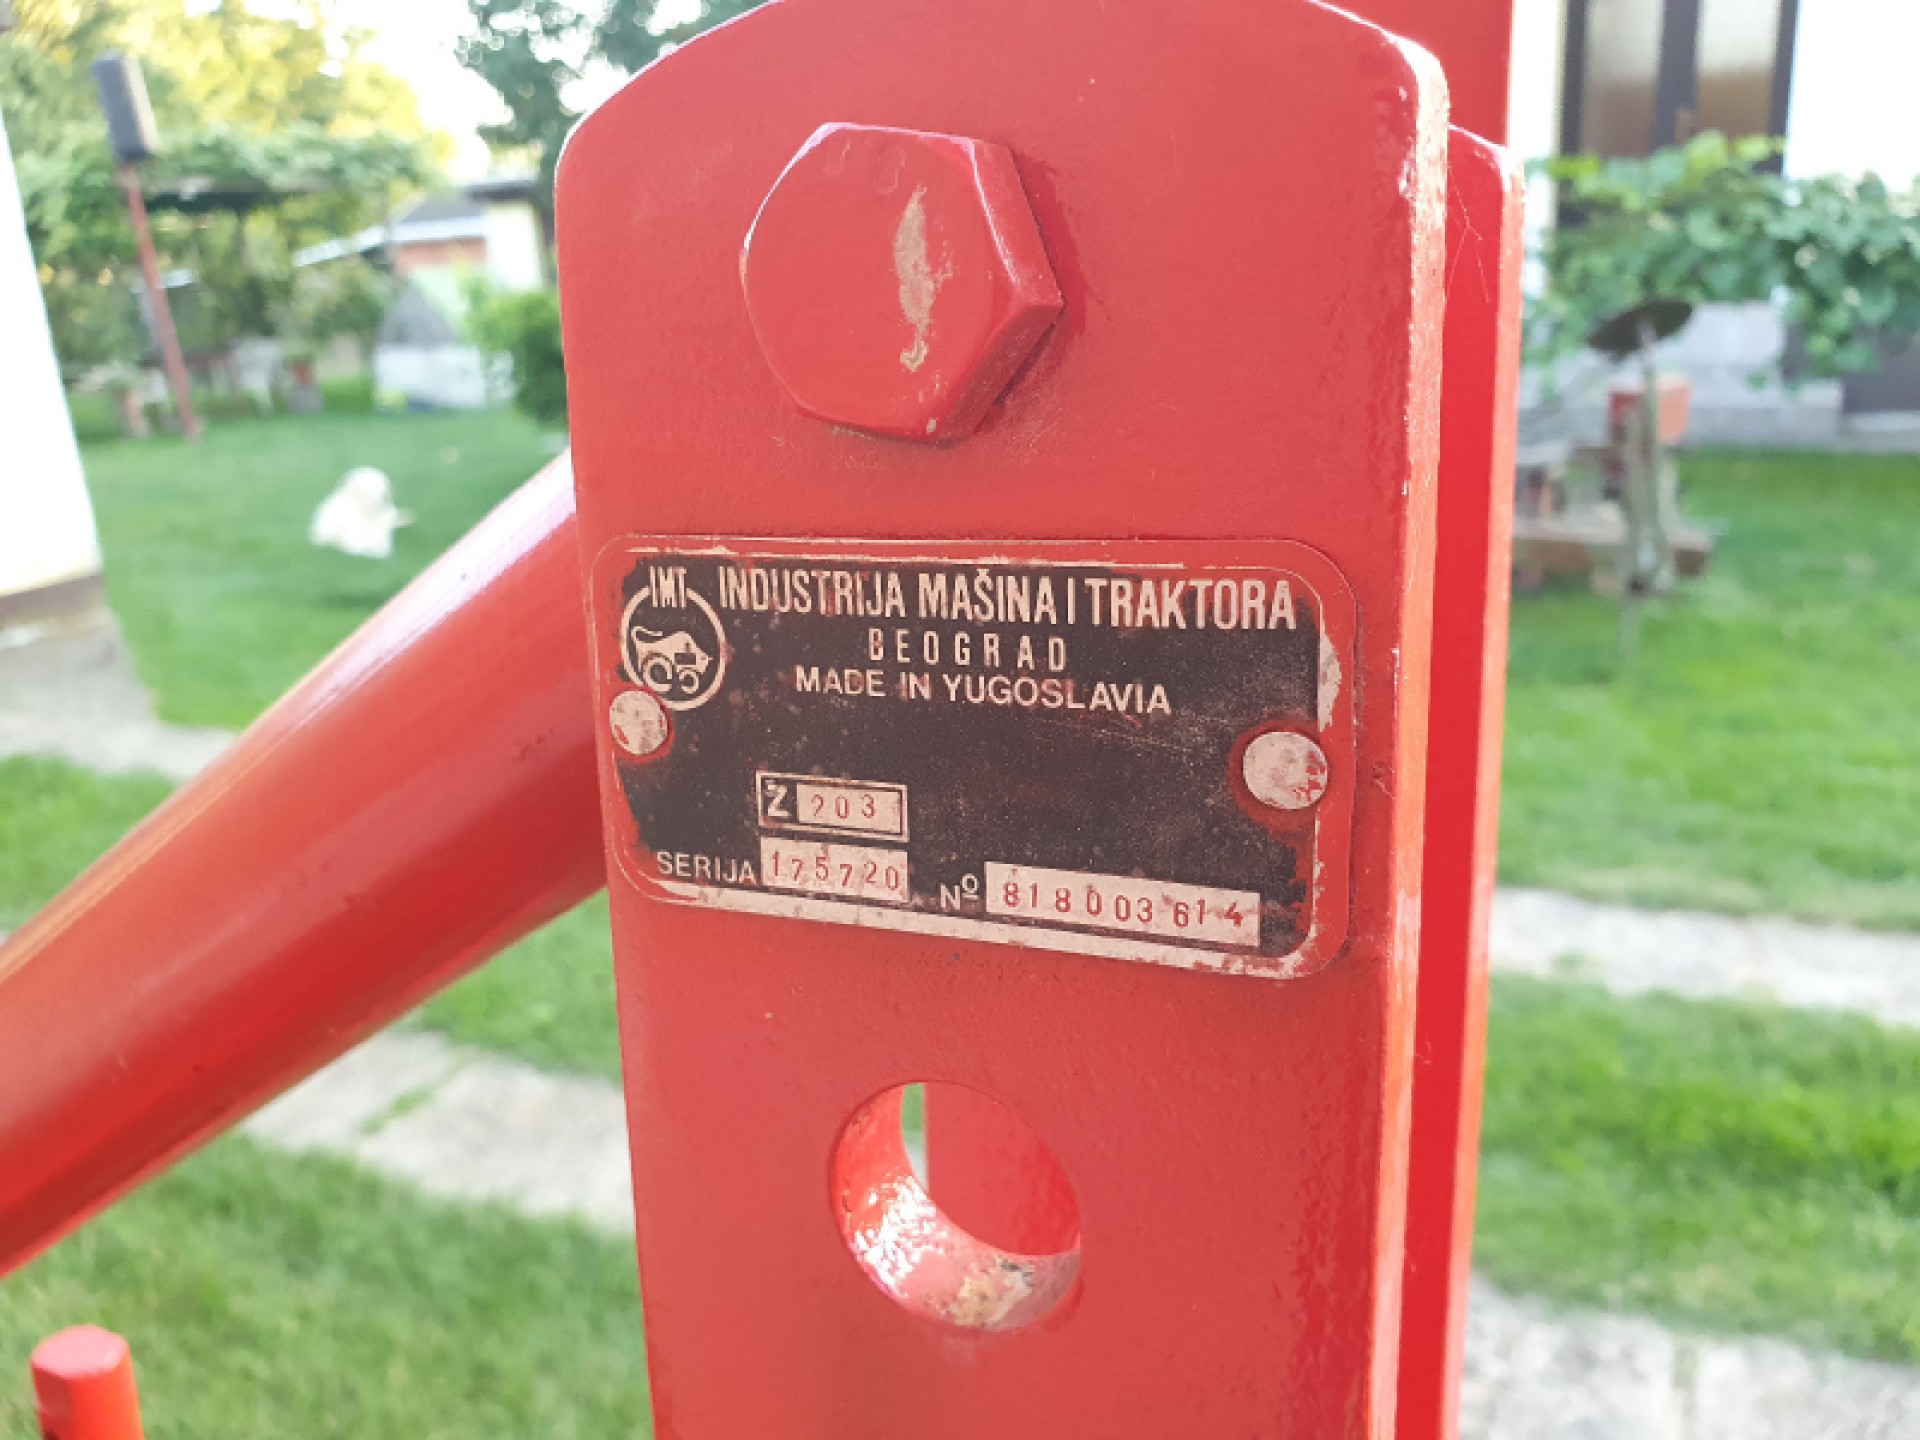 IMT INDUSTRIJA MAŠINA I TRAKTORA
BEOGRAD
MADE IN YUGOSLAVIA
Ž 203
SERIJA 175720 Nº 818003614